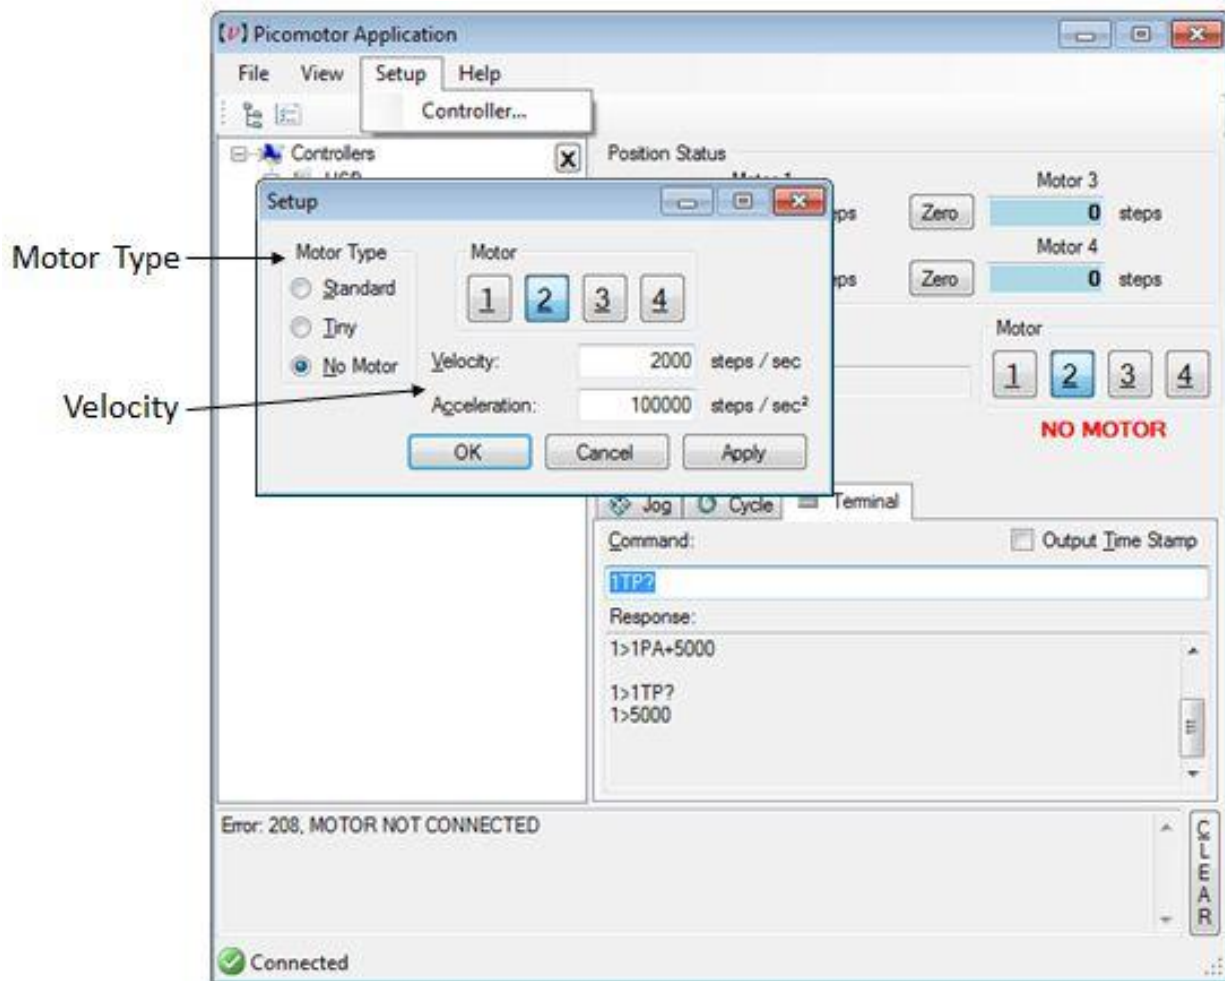 [ν] Picomotor Application
File View Setup Help
Controller...
Controllers
Position Status
Motor 3
Zero 0 steps
Motor 4
Zero 0 steps
Setup
Motor Type
Motor Type
Standard
Tiny
No Motor
Motor
1 2 3 4
Velocity
Velocity: 2000 steps / sec
Acceleration: 100000 steps / sec²
OK Cancel Apply
Motor
1 2 3 4
NO MOTOR
Jog Cycle Terminal
Command: Output Time Stamp
1TP?
Response:
1>1PA+5000
1>1TP?
1>5000
Error: 208, MOTOR NOT CONNECTED
CLEAR
Connected